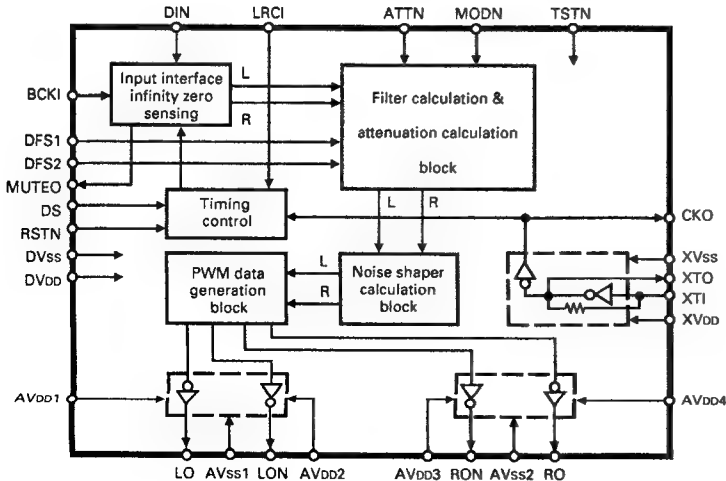 DIN LRCI ATTN MODN TSTN
BCKI
Input interface
infinity zero
sensing
L
R
Filter calculation &
attenuation calculation
block
DFS1
DFS2
MUTEO
DS
RSTN
DVSS
DVDD
Timing
control
L R
CKO
XVSS
XTO
XTI
XVDD
PWM data
generation
block
L
R
Noise shaper
calculation
block
AVDD1
AVDD4
LO AVSS1 LON AVDD2 AVDD3 RON AVSS2 RO